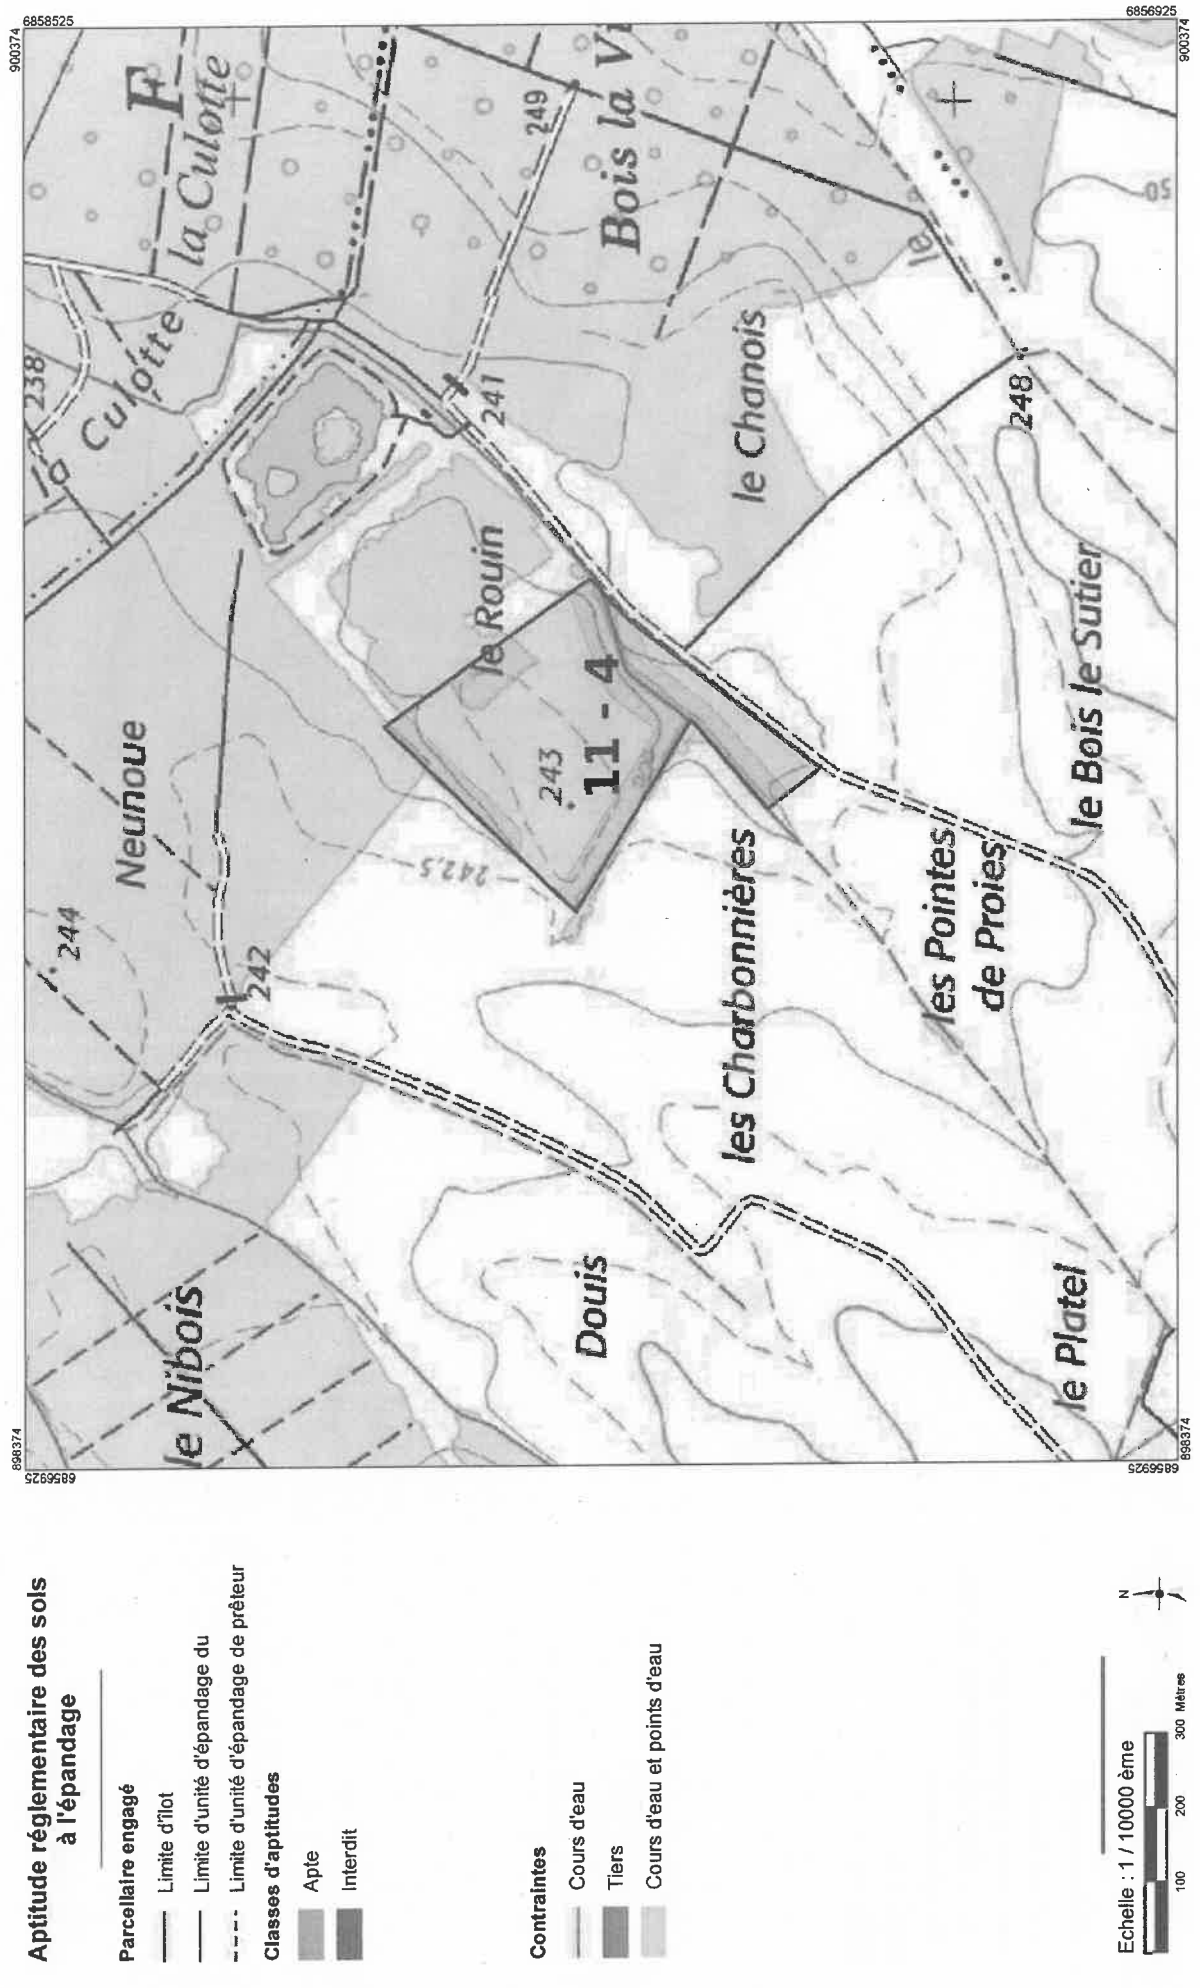 Aptitude réglementaire des sols
à l'épandage
Parcellaire engagé
Limite d'îlot
Limite d'unité d'épandage du
Limite d'unité d'épandage de prêteur
Classes d'aptitudes
Apte
Interdit
Contraintes
Cours d'eau
Tiers
Cours d'eau et points d'eau
Echelle : 1 / 10000 ème
100
200
300 Mètres
N
898374
6856925
900374
6858525
898374
6856925
900374
6856925
le Nibois
244
Neunoue
242
238
la Culotte
F
la Culotte
249
241
Bois la Vi
le Rouin
11 - 4
243
242,5
le Chanois
248
Douis
les Charbonnières
les Pointes
de Proies
le Bois le Sutier
le Platel